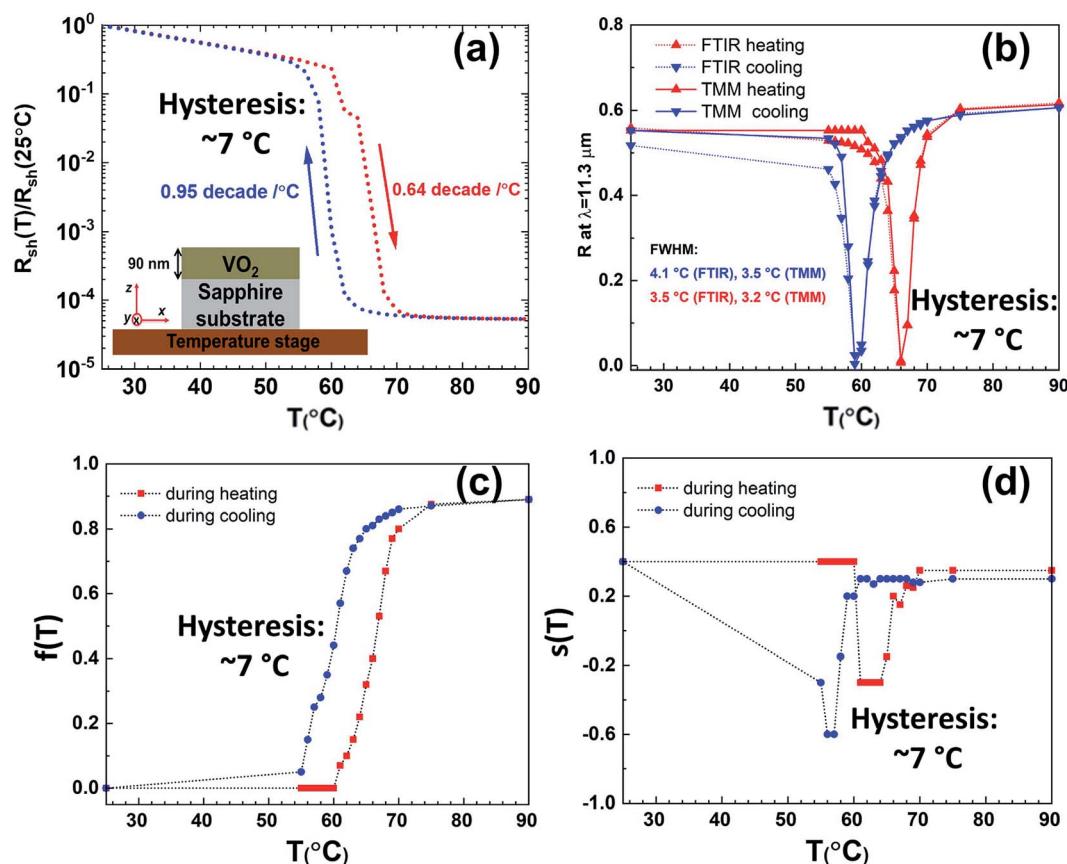 (a)
R_sh(T)/R_sh(25°C)
10⁰
10⁻¹
10⁻²
10⁻³
10⁻⁴
10⁻⁵
Hysteresis:
~7 °C
0.95 decade /°C
0.64 decade /°C
90 nm
VO₂
Sapphire
substrate
Temperature stage
z
y
x
30 40 50 60 70 80 90
T(°C)
(b)
R at λ=11.3 μm
0.8
0.6
0.4
0.2
0.0
FTIR heating
FTIR cooling
TMM heating
TMM cooling
FWHM:
4.1 °C (FTIR), 3.5 °C (TMM)
3.5 °C (FTIR), 3.2 °C (TMM)
Hysteresis:
~7 °C
30 40 50 60 70 80 90
T(°C)
(c)
f(T)
1.0
0.8
0.6
0.4
0.2
0.0
during heating
during cooling
Hysteresis:
~7 °C
30 40 50 60 70 80 90
T(°C)
(d)
s(T)
1.0
0.6
0.2
-0.2
-0.6
-1.0
during heating
during cooling
Hysteresis:
~7 °C
30 40 50 60 70 80 90
T(°C)